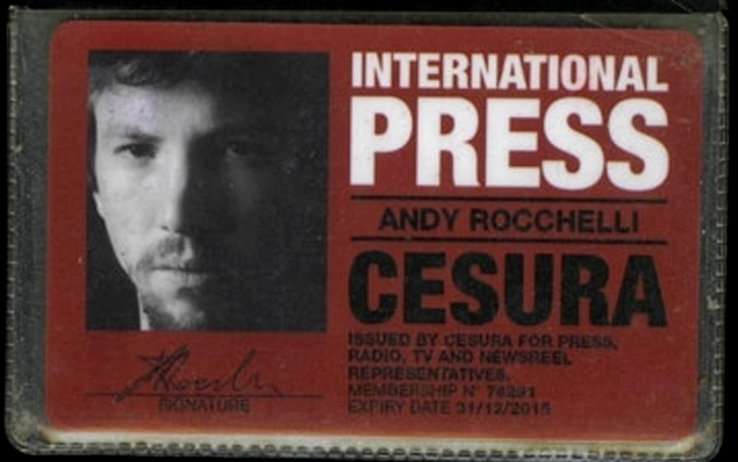 INTERNATIONAL
PRESS
ANDY ROCCHELLI
CESURA
ISSUED BY CESURA FOR PRESS,
RADIO, TV AND NEWSREEL
REPRESENTATIVES.
MEMBERSHIP N° 76291
EXPIRY DATE 31/12/2015
SIGNATURE